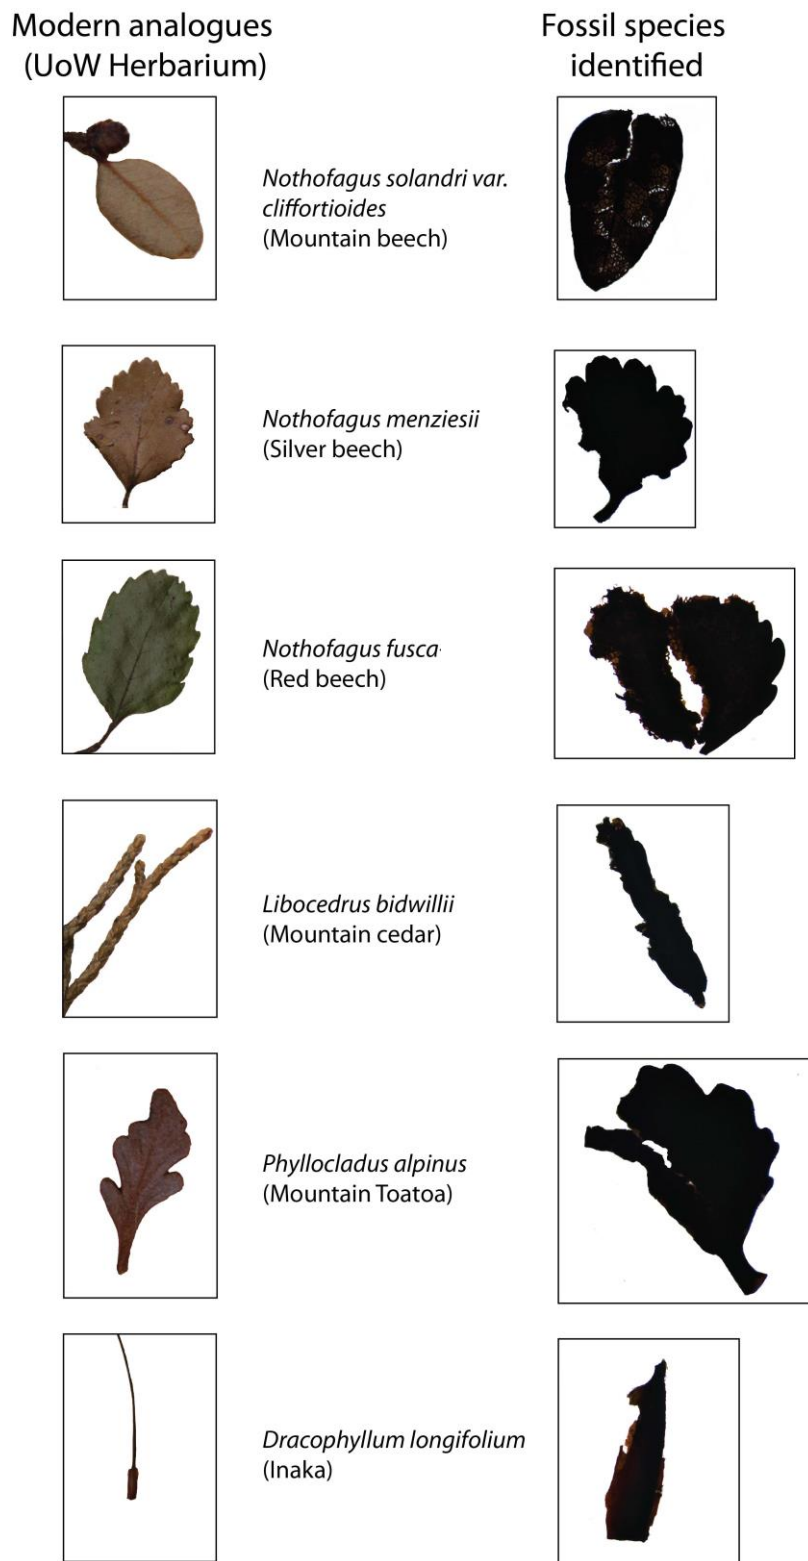 Modern analogues
(UoW Herbarium)
Fossil species
identified
Nothofagus solandri var.
cliffortioides
(Mountain beech)
Nothofagus menziesii
(Silver beech)
Nothofagus fusca
(Red beech)
Libocedrus bidwillii
(Mountain cedar)
Phyllocladus alpinus
(Mountain Toatoa)
Dracophyllum longifolium
(Inaka)